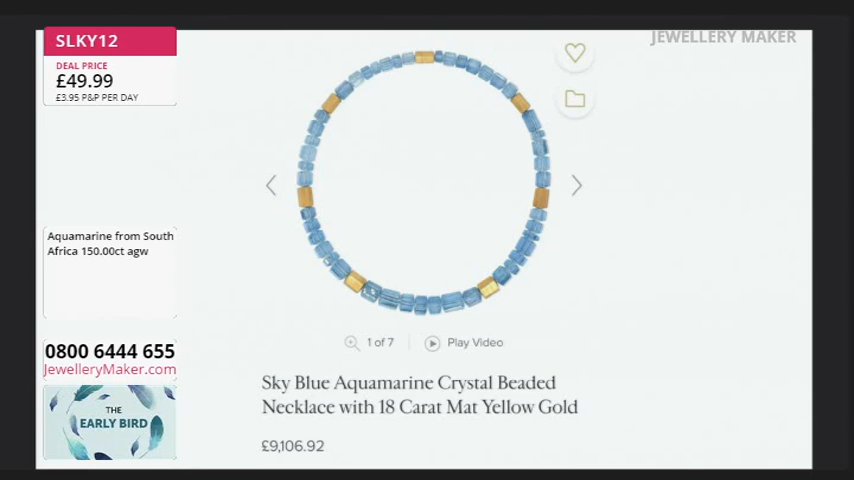 SLKY12
DEAL PRICE
£49.99
£3.95 P&P PER DAY
JEWELLERY MAKER
Aquamarine from South
Africa 150.00ct agw
0800 6444 655
JewelleryMaker.com
THE
EARLY BIRD
1 of 7
Play Video
Sky Blue Aquamarine Crystal Beaded
Necklace with 18 Carat Mat Yellow Gold
£9,106.92